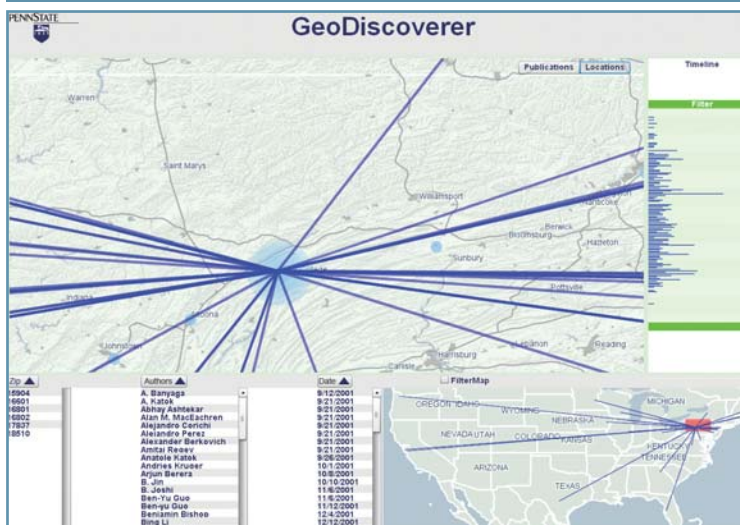 PENNSTATE
GeoDiscoverer
Publications
Locations
Timeline
Filter
Warren
Saint Marys
Williamsport
Nanticoke
Berwick
Bloomsburg
Hazleton
Sunbury
Pottsville
Indiana
Johnstown
Lebanon
Reading
Harrisburg
Carlisle
Zip
15904
16601
16801
16802
17837
18510
Authors
A. Banyaga
A. Katok
Abhay Ashtekar
Alan M. MacEachren
Alejandro Corichi
Alejandro Perez
Alexander Berkovich
Amitai Regev
Anatole Katok
Andries Kruger
Arjun Berera
B. Jin
B. Joshi
Ben-Yu Guo
Ben-yu Guo
Benjamin Bishop
Bing Li
Date
9/12/2001
9/21/2001
9/21/2001
9/21/2001
9/21/2001
9/21/2001
9/21/2001
9/21/2001
9/26/2001
10/1/2001
10/8/2001
10/10/2001
11/6/2001
11/6/2001
11/12/2001
12/4/2001
12/12/2001
FilterMap
OREGON
IDAHO
WYOMING
NEBRASKA
MICHIGAN
NEVADA
UTAH
COLORADO
KANSAS
KENTUCKY
TENNESSEE
ARIZONA
TEXAS